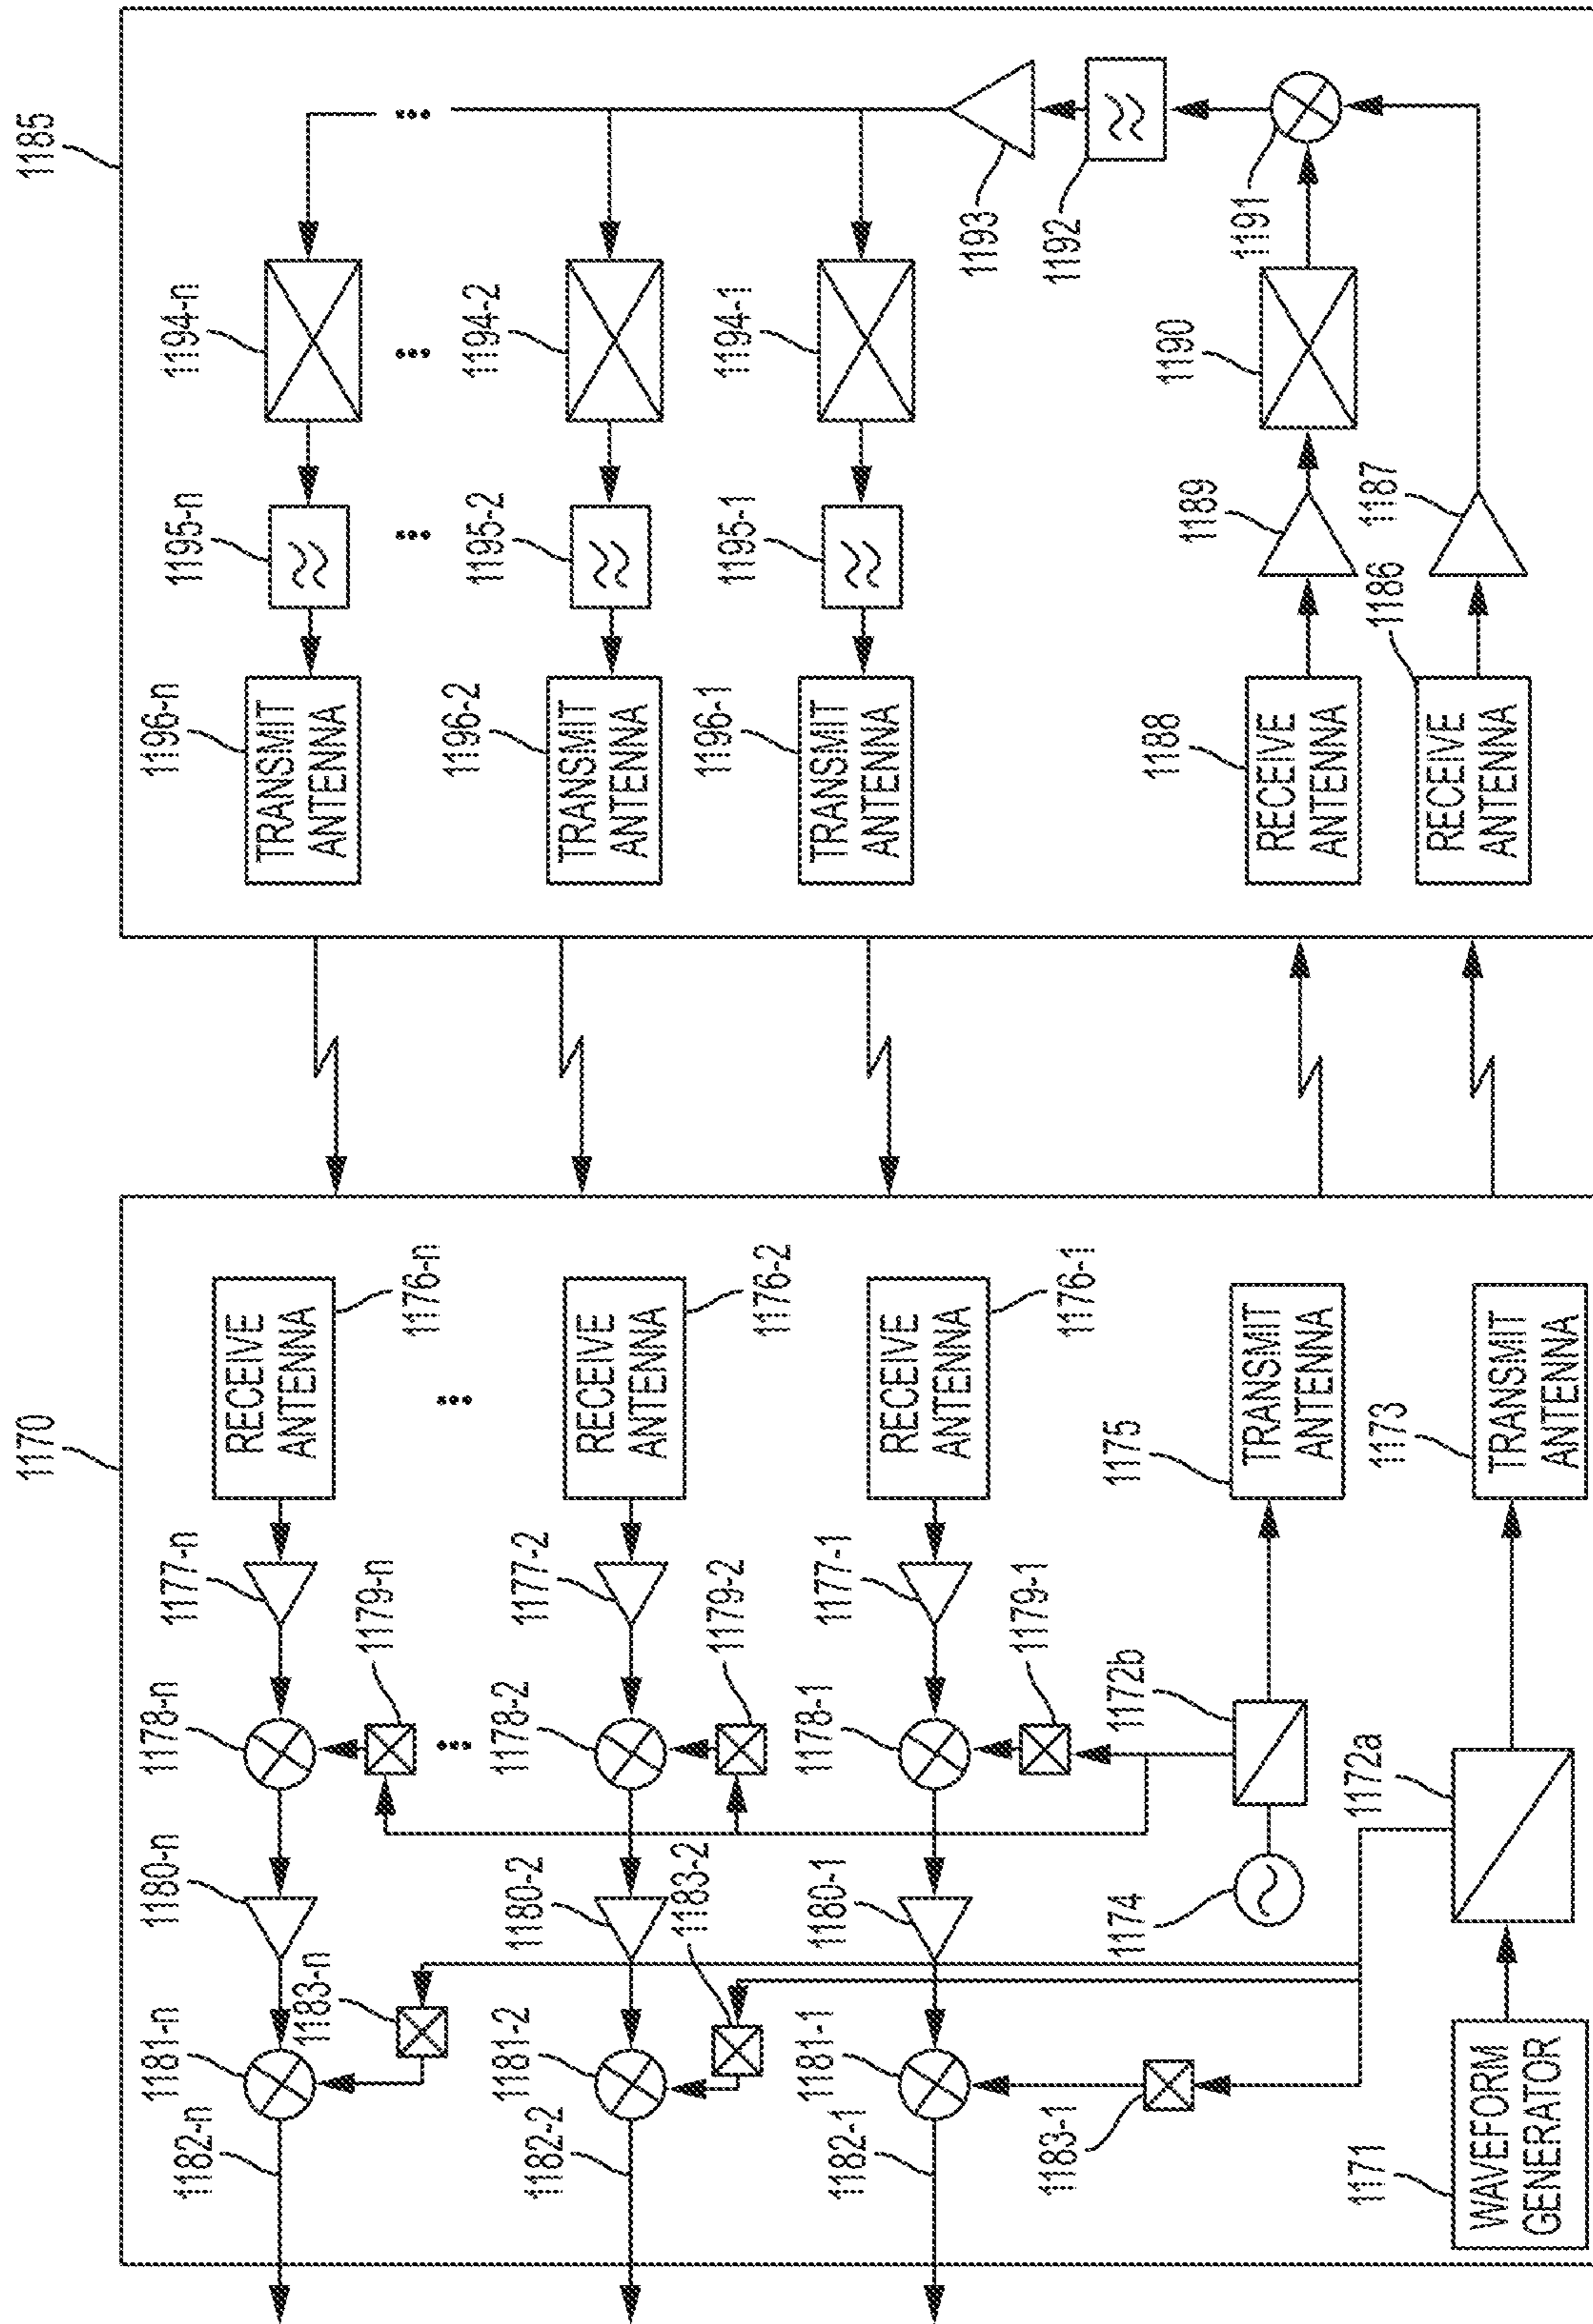 1170
1185
1182-n
1181-n
1183-n
1180-n
1178-n
1179-n
1177-n
RECEIVE
ANTENNA
1176-n
...
...
1182-2
1181-2
1183-2
1180-2
1178-2
1179-2
1177-2
RECEIVE
ANTENNA
1176-2
1182-1
1181-1
1183-1
1180-1
1178-1
1179-1
1177-1
RECEIVE
ANTENNA
1176-1
1174
1172b
1175
TRANSMIT
ANTENNA
1171
WAVEFORM
GENERATOR
1172a
1173
TRANSMIT
ANTENNA
1196-n
TRANSMIT
ANTENNA
1195-n
1194-n
...
...
...
1196-2
TRANSMIT
ANTENNA
1195-2
1194-2
1196-1
TRANSMIT
ANTENNA
1195-1
1194-1
1193
1192
1188
RECEIVE
ANTENNA
1189
1190
1191
1186
RECEIVE
ANTENNA
1187